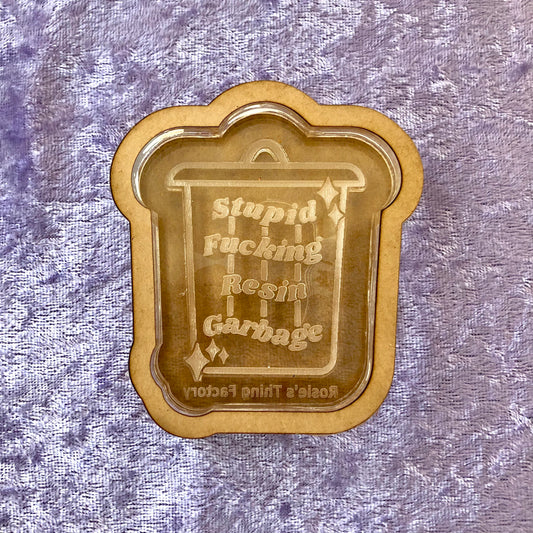 Stupid
Fucking
Resin
Garbage
Rosie's Thing Factory